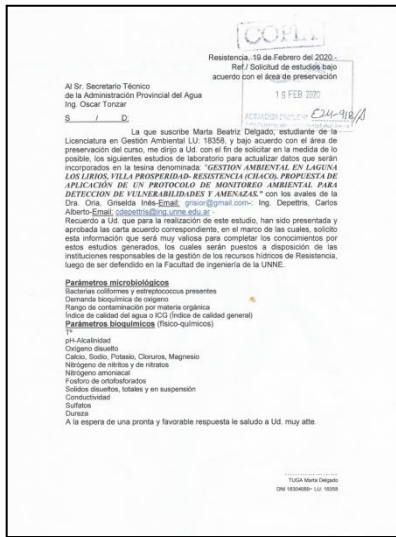 COPIA
Resistencia, 19 de Febrero del 2020.-
Ref./ Solicitud de estudios bajo
acuerdo con el área de preservación
19 FEB 2020
E24-918/A
Al Sr. Secretario Técnico
de la Administración Provincial del Agua
Ing. Oscar Tonzar
S / D:
La que suscribe Marta Beatriz Delgado, estudiante de la
Licenciatura en Gestión Ambiental LU: 18358, y bajo acuerdo con el área de
preservación del curso, me dirijo a Ud. con el fin de solicitar en la medida de lo
posible, los siguientes estudios de laboratorio para actualizar datos que serán
incorporados en la tesina denominada: "GESTION AMBIENTAL EN LAGUNA
LOS LIRIOS, VILLA PROSPERIDAD- RESISTENCIA (CHACO). PROPUESTA DE
APLICACIÓN DE UN PROTOCOLO DE MONITOREO AMBIENTAL PARA
DETECCION DE VULNERABILIDADES Y AMENAZAS." con los avales de la
Dra. Oria, Griselda Inés-Email: grisior@gmail.com-: Ing. Depettris, Carlos
Alberto-Email: cdepettris@ing.unne.edu.ar -
Recuerdo a Ud. que para la realización de este estudio, han sido presentada y
aprobadas las carta acuerdo correspondiente, en el marco de las cuales, solicito
esta información que será muy valiosa para completar los conocimientos por
estos estudios generados, los cuales serán puestos a disposición de las
instituciones responsables de la gestión de los recursos hídricos de Resistencia,
luego de ser defendido en la Facultad de ingeniería de la UNNE.
Parámetros microbiológicos
Bacterias coliformes y estreptococcus presentes
Demanda bioquímica de oxígeno
Rango de contaminación por materia orgánica
Índice de calidad del agua o ICG (Índice de calidad general)
Parámetros bioquímicos (físico-químicos)
T°
pH-Alcalinidad
Oxígeno disuelto
Calcio, Sodio, Potasio, Cloruros, Magnesio
Nitrógeno de nitritos y de nitratos
Nitrógeno amoniacal
Fosforo de ortofosforados
Solidos disueltos, totales y en suspensión
Conductividad
Sulfatos
Dureza
A la espera de una pronta y favorable respuesta le saludo a Ud. muy atte.
TUGA Marta Delgado
LU: 18358